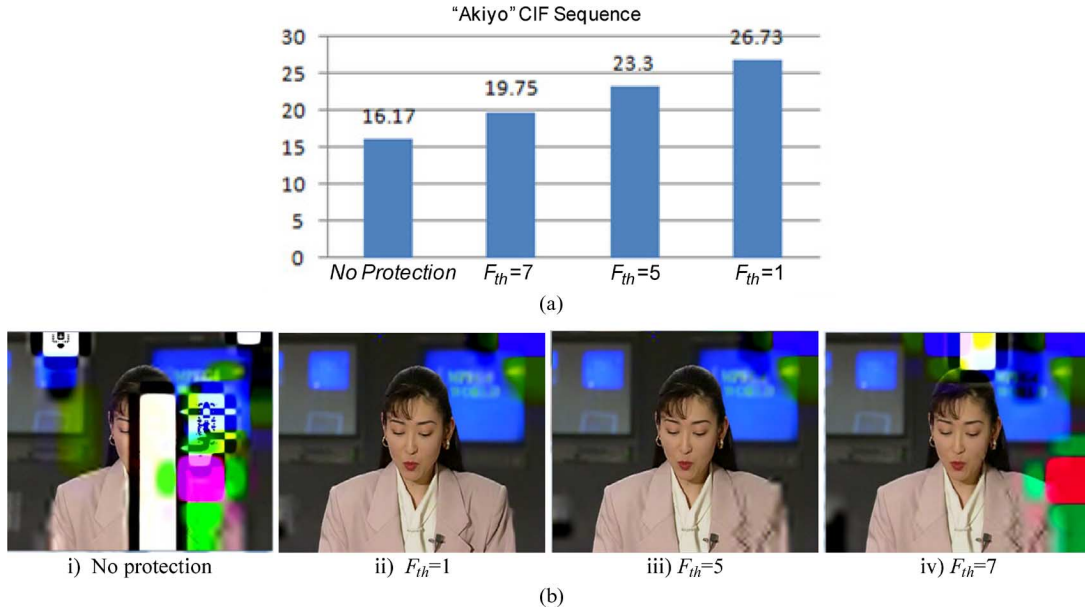 “Akiyo” CIF Sequence
30
25
20
15
10
5
0
16.17
19.75
23.3
26.73
No Protection
Fth=7
Fth=5
Fth=1
(a)
i) No protection
ii) Fth=1
iii) Fth=5
iv) Fth=7
(b)